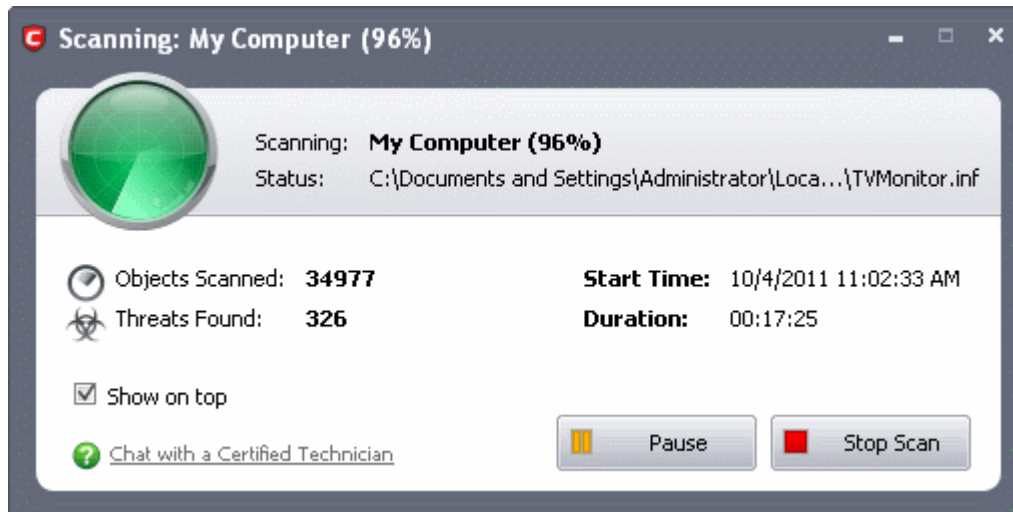 Scanning: My Computer (96%)
Scanning: My Computer (96%)
Status: C:\Documents and Settings\Administrator\Loca...\TVMonitor.inf
Objects Scanned: 34977
Start Time: 10/4/2011 11:02:33 AM
Threats Found: 326
Duration: 00:17:25
Show on top
Chat with a Certified Technician
Pause
Stop Scan